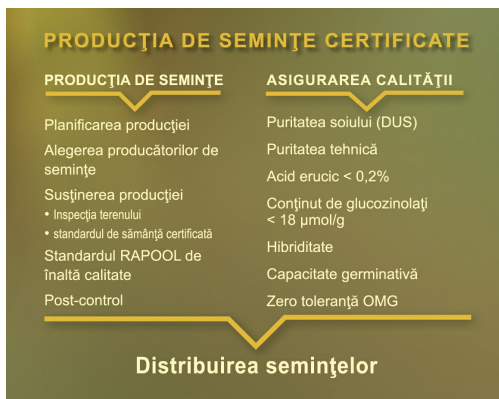 PRODUCŢIA DE SEMINŢE CERTIFICATE
PRODUCŢIA DE SEMINŢE
Planificarea producţiei
Alegerea producătorilor de
seminţe
Susţinerea producţiei
• Inspecţia terenului
• standardul de sămânţă certificată
Standardul RAPOOL de
înaltă calitate
Post-control
ASIGURAREA CALITĂŢII
Puritatea soiului (DUS)
Puritatea tehnică
Acid erucic < 0,2%
Conţinut de glucozinolaţi
< 18 µmol/g
Hibriditate
Capacitate germinativă
Zero toleranţă OMG
Distribuirea seminţelor